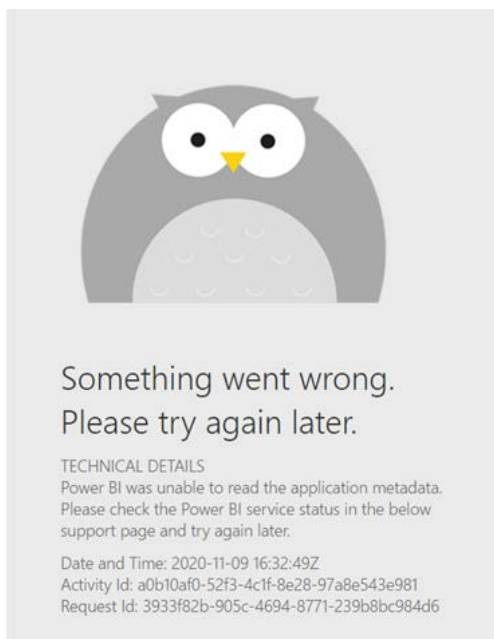 Something went wrong.
Please try again later.
TECHNICAL DETAILS
Power BI was unable to read the application metadata.
Please check the Power BI service status in the below
support page and try again later.
Date and Time: 2020-11-09 16:32:49Z
Activity Id: a0b10af0-52f3-4c1f-8e28-97a8e543e981
Request Id: 3933f82b-905c-4694-8771-239b8bc984d6